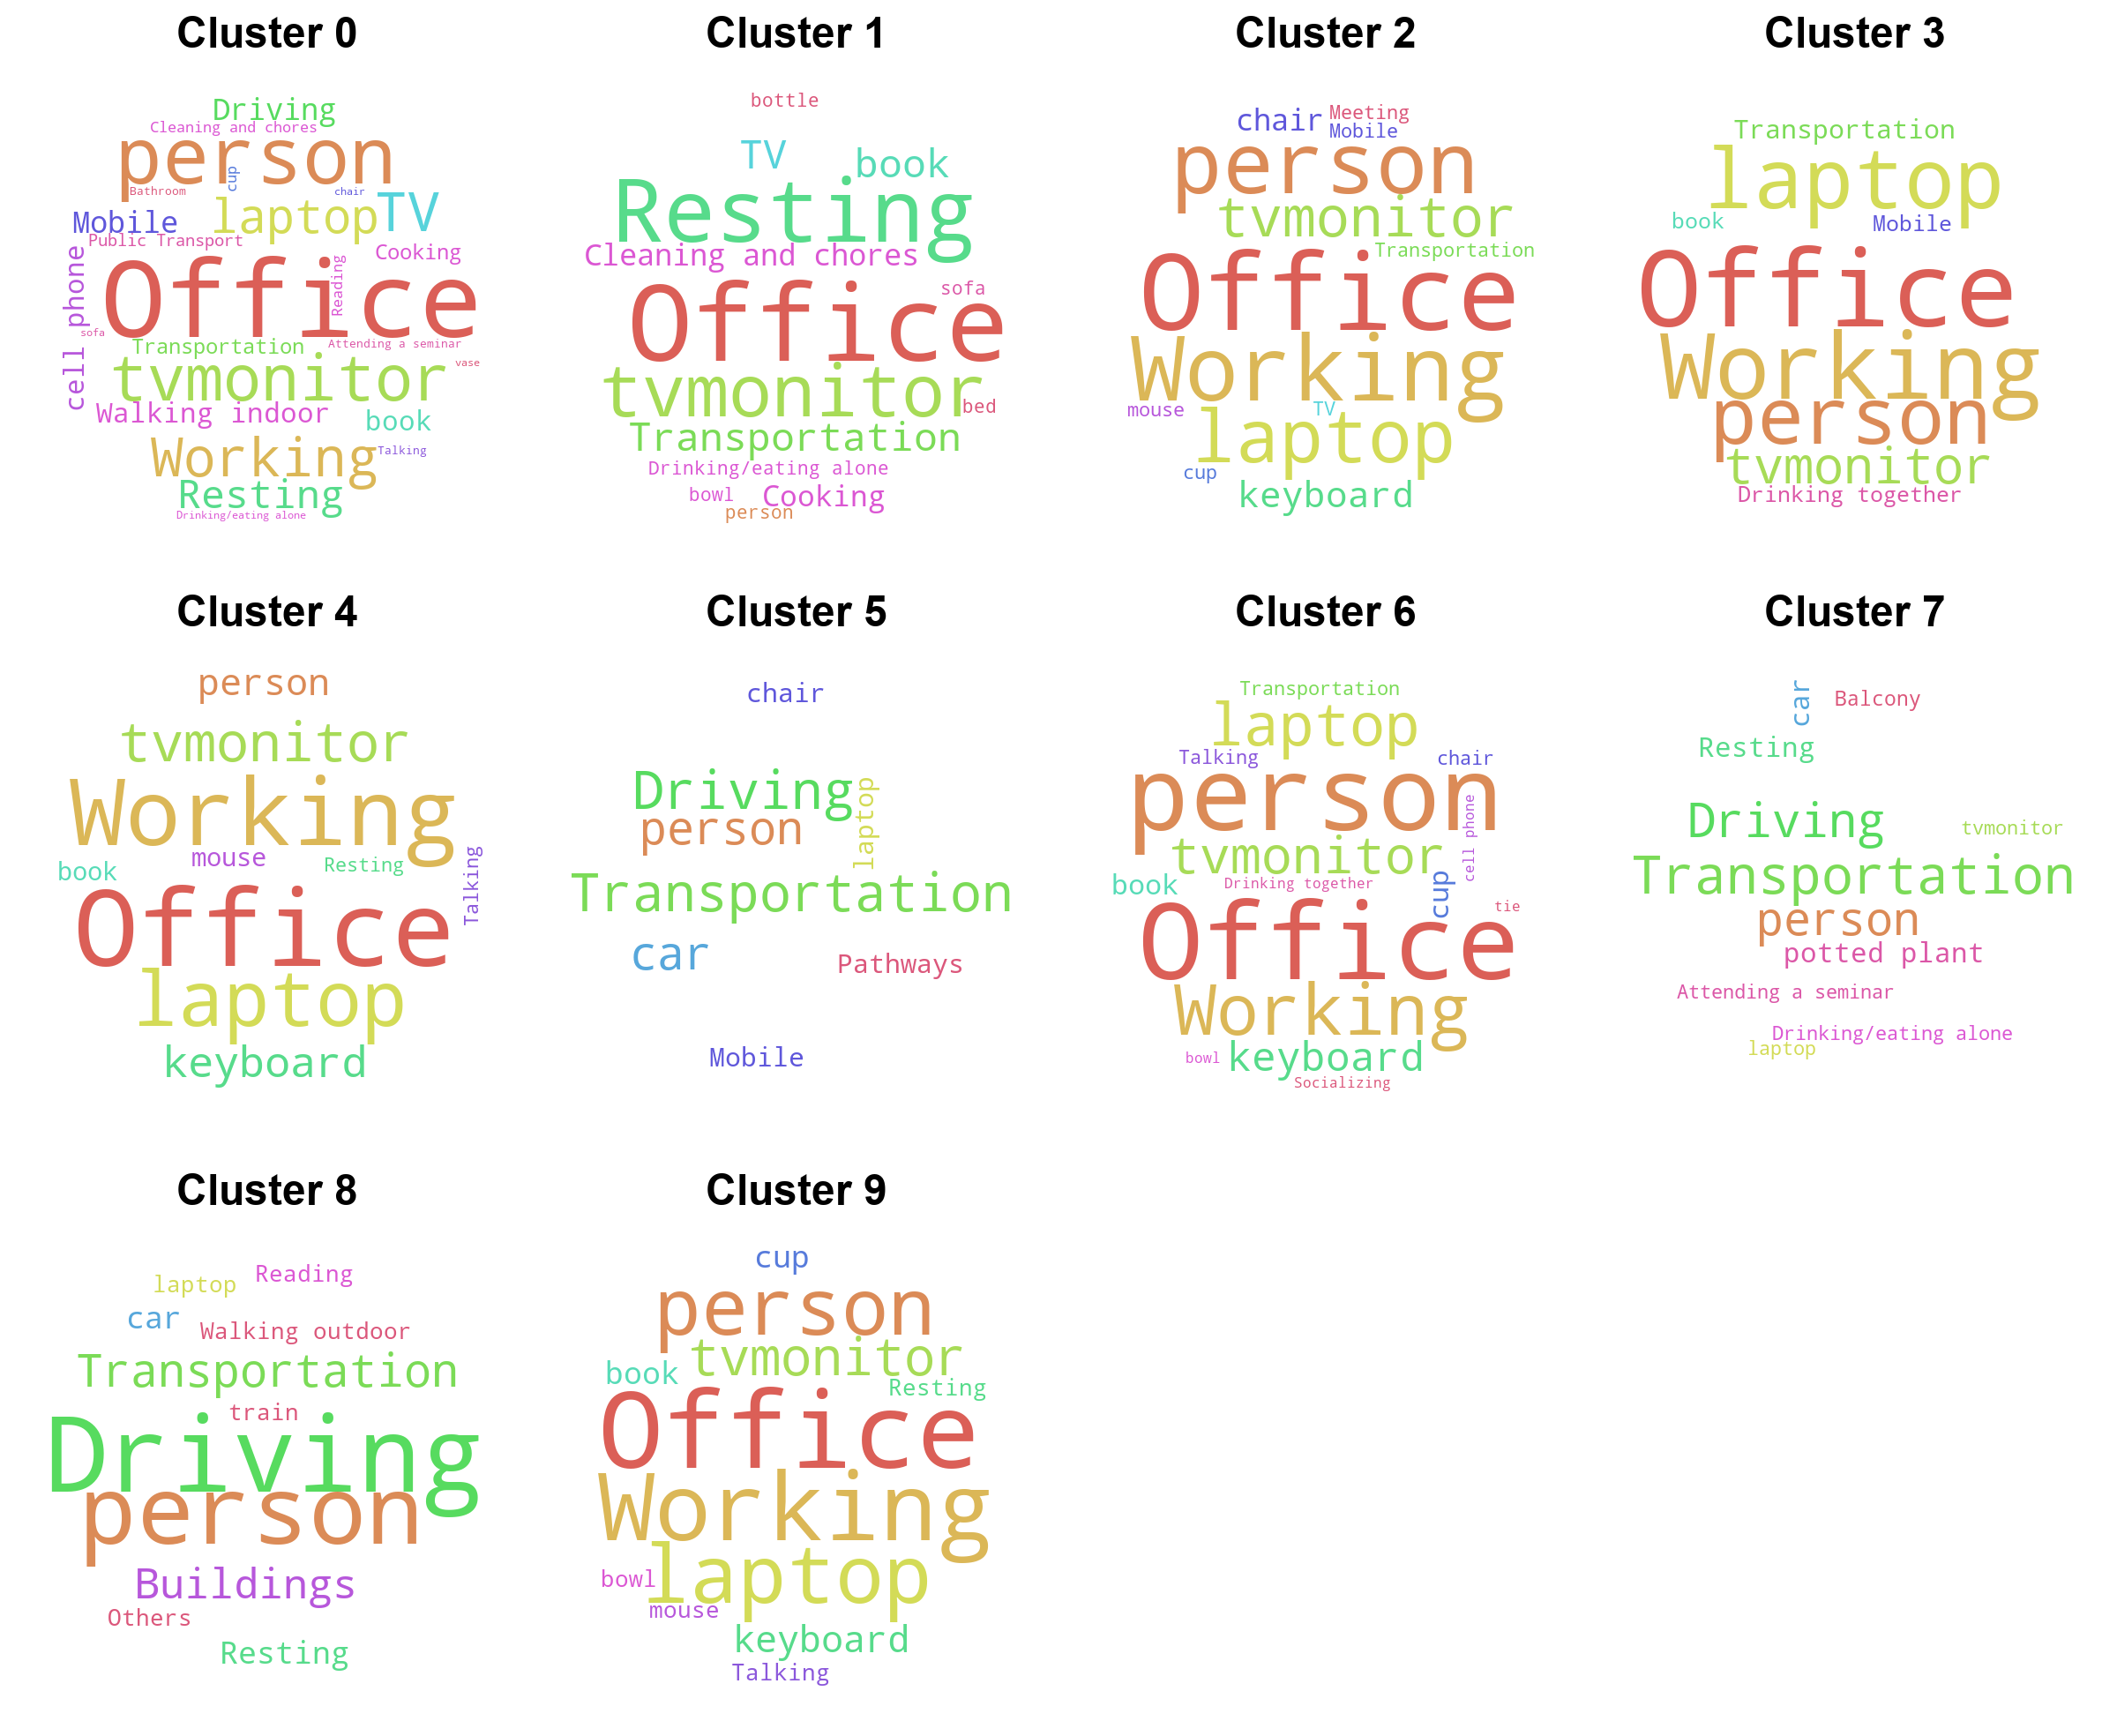 Cluster 0
Driving
Cleaning and chores
person
cup
Bathroom
chair
Mobile
laptop
TV
Public Transport
Cooking
cell phone
Office
Reading
sofa
Transportation
Attending a seminar
tvmonitor
vase
Walking indoor
book
Working
Talking
Resting
Drinking/eating alone
Cluster 1
bottle
TV
book
Resting
Cleaning and chores
Office
sofa
tvmonitor
bed
Transportation
Drinking/eating alone
bowl
Cooking
person
Cluster 2
chair
Meeting
Mobile
person
tvmonitor
Transportation
Office
Working
mouse
TV
laptop
cup
keyboard
Cluster 3
Transportation
laptop
book
Mobile
Office
Working
person
tvmonitor
Drinking together
Cluster 4
person
tvmonitor
Working
book
mouse
Resting
Talking
Office
laptop
keyboard
Cluster 5
chair
Driving
person
laptop
Transportation
car
Pathways
Mobile
Cluster 6
Transportation
laptop
Talking
chair
person
cell phone
tvmonitor
book
Drinking together
cup
tie
Office
Working
bowl
keyboard
Socializing
Cluster 7
car
Balcony
Resting
Driving
tvmonitor
Transportation
person
potted plant
Attending a seminar
Drinking/eating alone
laptop
Cluster 8
Reading
laptop
car
Walking outdoor
Transportation
train
Driving
person
Buildings
Others
Resting
Cluster 9
cup
person
tvmonitor
book
Resting
Office
Working
laptop
bowl
mouse
keyboard
Talking